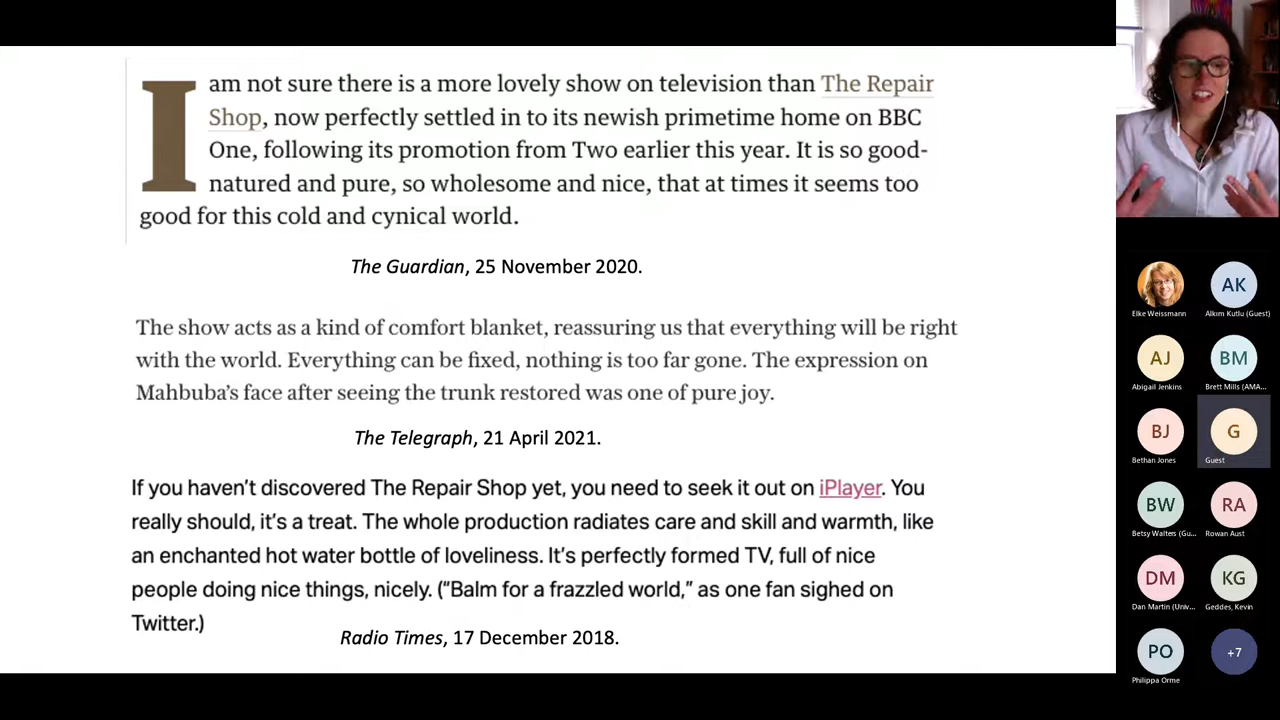 I am not sure there is a more lovely show on television than The Repair
Shop, now perfectly settled in to its newish primetime home on BBC
One, following its promotion from Two earlier this year. It is so good-
natured and pure, so wholesome and nice, that at times it seems too
good for this cold and cynical world.
The Guardian, 25 November 2020.
The show acts as a kind of comfort blanket, reassuring us that everything will be right
with the world. Everything can be fixed, nothing is too far gone. The expression on
Mahbuba's face after seeing the trunk restored was one of pure joy.
The Telegraph, 21 April 2021.
If you haven't discovered The Repair Shop yet, you need to seek it out on iPlayer. You
really should, it's a treat. The whole production radiates care and skill and warmth, like
an enchanted hot water bottle of loveliness. It's perfectly formed TV, full of nice
people doing nice things, nicely. ("Balm for a frazzled world," as one fan sighed on
Twitter.)
Radio Times, 17 December 2018.
Elke Weissmann
AK
Alkim Kutlu (Guest)
AJ
Abigail Jenkins
BM
Brett Mills (AMA...
BJ
Bethan Jones
G
Guest
BW
Betsy Walters (Gu...
RA
Rowan Aust
DM
Dan Martin (Univ...
KG
Geddes, Kevin
PO
Philippa Orme
+7